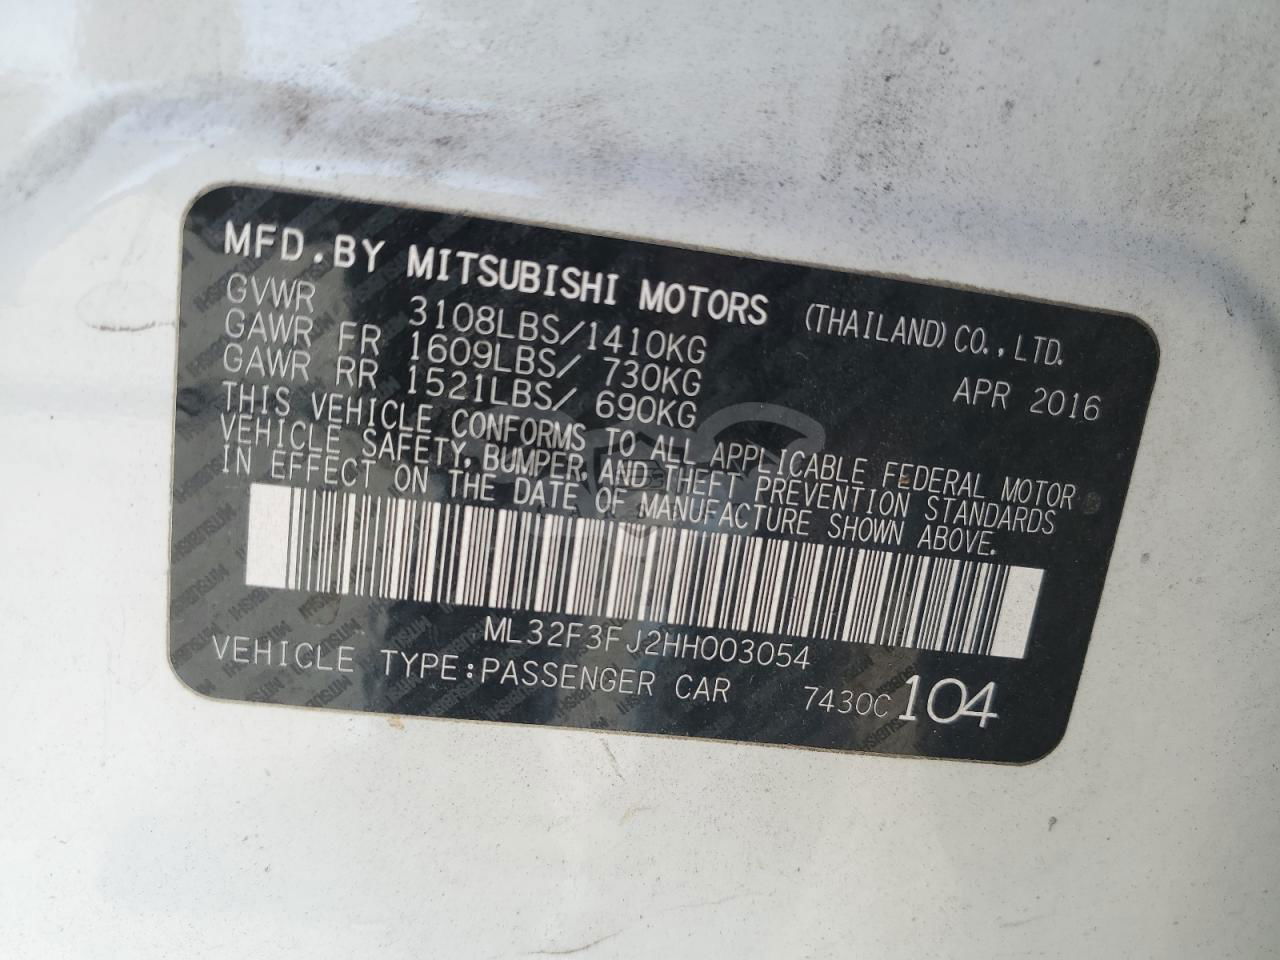 MFD.BY MITSUBISHI MOTORS (THAILAND)CO.,LTD.
GVWR 3108LBS/1410KG APR 2016
GAWR FR 1609LBS/ 730KG
GAWR RR 1521LBS/ 690KG
THIS VEHICLE CONFORMS TO ALL APPLICABLE FEDERAL MOTOR
VEHICLE SAFETY, BUMPER, AND THEFT PREVENTION STANDARDS
IN EFFECT ON THE DATE OF MANUFACTURE SHOWN ABOVE.
ML32F3FJ2HH003054
VEHICLE TYPE:PASSENGER CAR 7430C 104